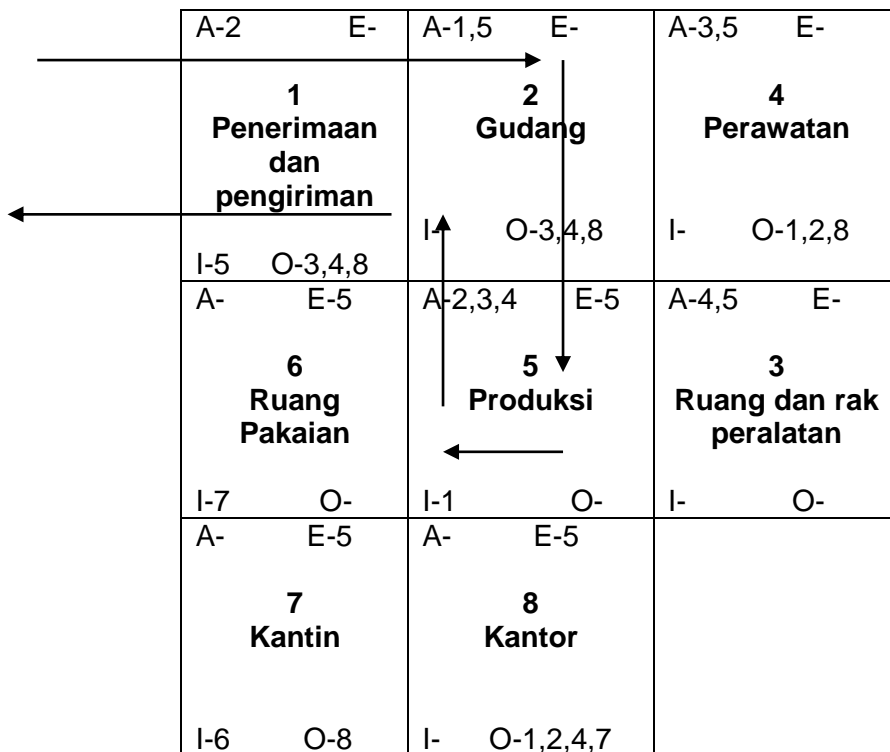 A-2 E-
1
Penerimaan
dan
pengiriman
I-5 O-3,4,8
A-1,5 E-
2
Gudang
I- O-3,4,8
A-3,5 E-
4
Perawatan
I- O-1,2,8
A- E-5
6
Ruang
Pakaian
I-7 O-
A-2,3,4 E-5
5
Produksi
I-1 O-
A-4,5 E-
3
Ruang dan rak
peralatan
I- O-
A- E-5
7
Kantin
I-6 O-8
A- E-5
8
Kantor
I- O-1,2,4,7